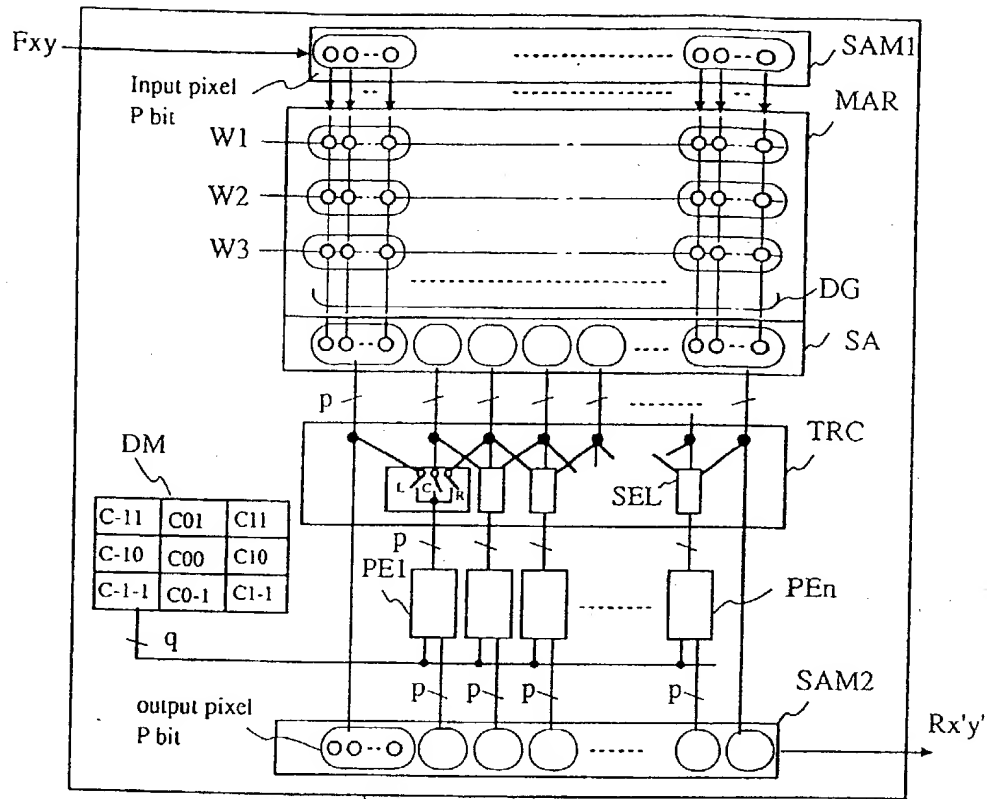 Fxy
SAM1
Input pixel
P bit
MAR
W1
W2
W3
DG
SA
p
TRC
DM
L C R
SEL
C-11 C01 C11
C-10 C00 C10
C-1-1 C0-1 C1-1
p
PE1
PEn
q
p p p p
SAM2
output pixel
P bit
Rx'y'